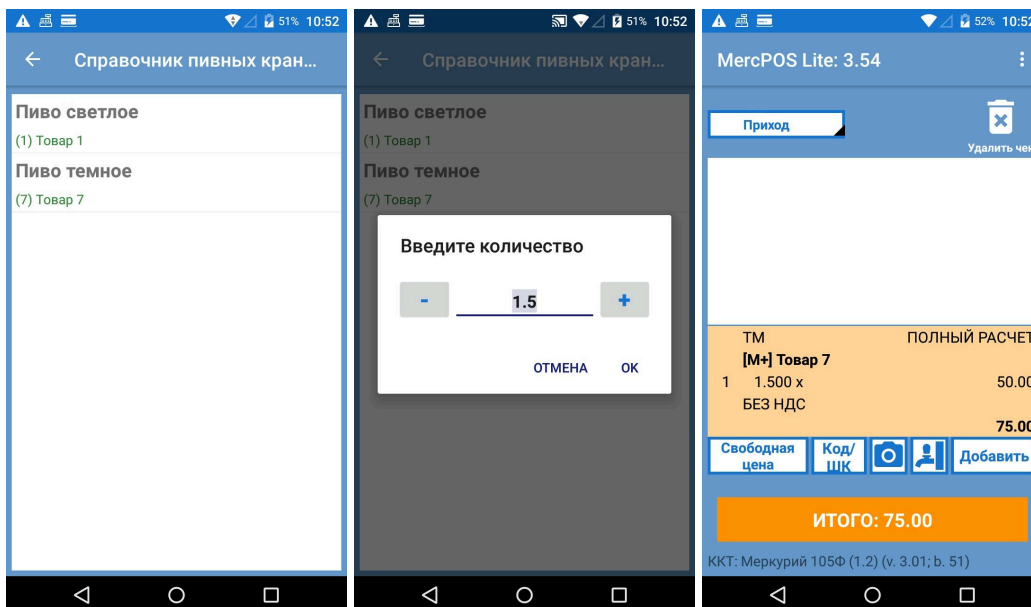 51% 10:52
Справочник пивных кран...
Пиво светлое
(1) Товар 1
Пиво темное
(7) Товар 7
51% 10:52
Справочник пивных кран...
Пиво светлое
(1) Товар 1
Пиво темное
(7) Товар 7
Введите количество
- 1.5 +
ОТМЕНА OK
52% 10:52
MercPOS Lite: 3.54
Приход
Удалить чек
ТМ ПОЛНЫЙ РАСЧЕТ
[М+] Товар 7
1 1.500 x 50.00
БЕЗ НДС
75.00
Свободная
цена
Код/
ШК
Добавить
ИТОГО: 75.00
ККТ: Меркурий 105Ф (1.2) (v. 3.01; b. 51)